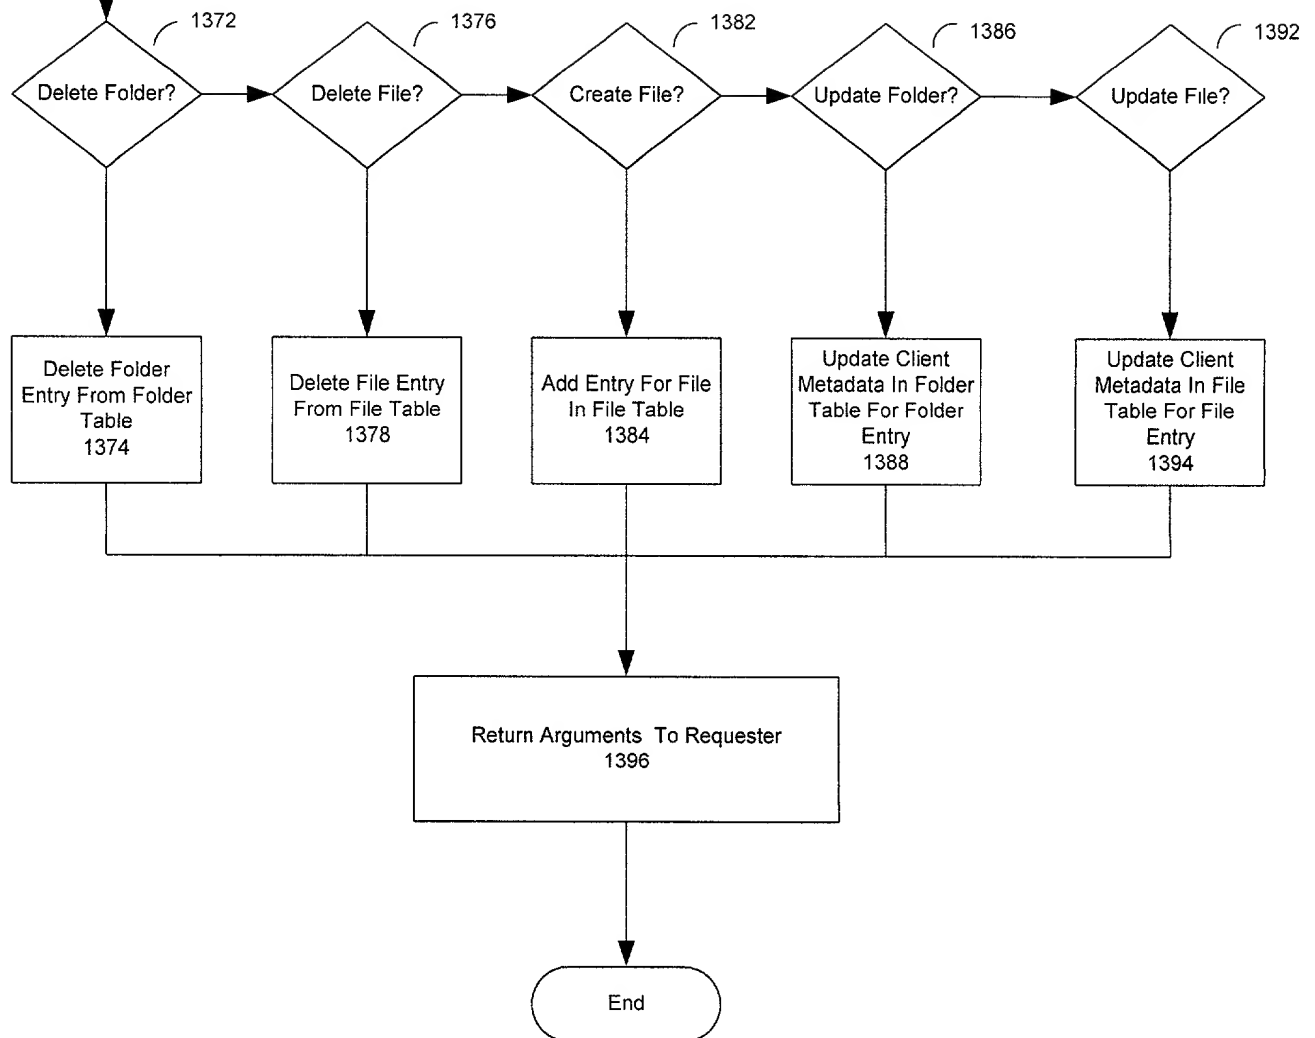 1372
1376
1382
1386
1392
Delete Folder?
Delete File?
Create File?
Update Folder?
Update File?
Delete Folder
Entry From Folder
Table
1374
Delete File Entry
From File Table
1378
Add Entry For File
In File Table
1384
Update Client
Metadata In Folder
Table For Folder
Entry
1388
Update Client
Metadata In File
Table For File
Entry
1394
Return Arguments To Requester
1396
End